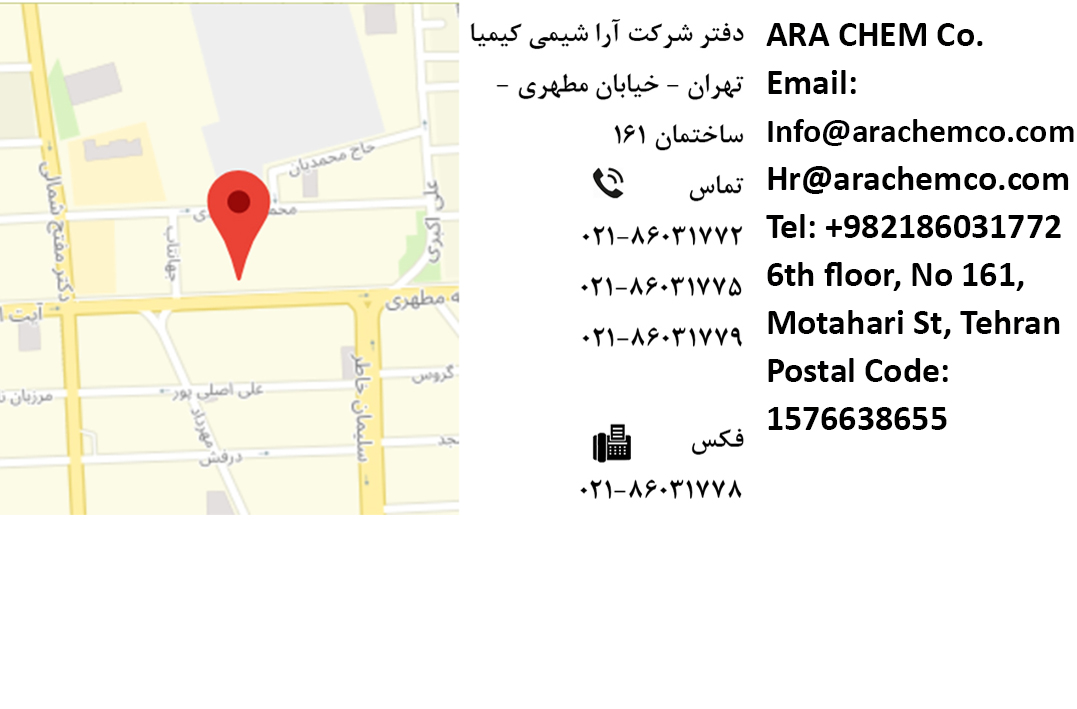 ARA CHEM Co.
Email:
Info@arachemco.com
Hr@arachemco.com
Tel: +982186031772
6th floor, No 161,
Motahari St, Tehran
Postal Code:
1576638655
دفتر شرکت آرا شیمی کیمیا
تهران - خیابان مطهری -
ساختمان ۱۶۱
تماس
۰۲۱-۸۶۰۳۱۷۷۲
۰۲۱-۸۶۰۳۱۷۷۵
۰۲۱-۸۶۰۳۱۷۷۹
فکس
۰۲۱-۸۶۰۳۱۷۷۸
حاج محمدیان
دکتر مفتح شمالی
جهانتاب
ه مطهری
آیت ا
سلیمان خاطر
گروس
علی اصلی پور
مرزبان ن
مهرداد
درفش
جد